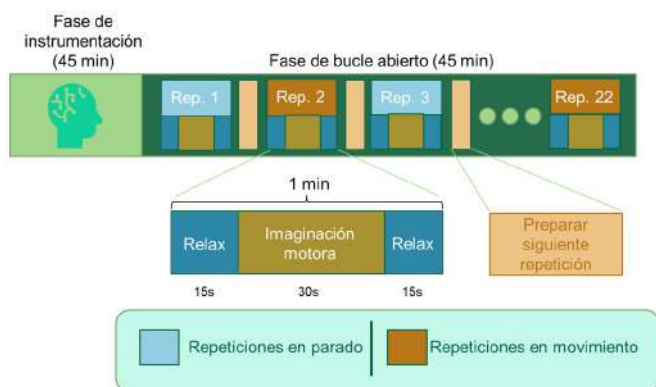 Fase de
instrumentación
(45 min)
Fase de bucle abierto (45 min)
Rep. 1
Rep. 2
Rep. 3
Rep. 22
1 min
Relax
Imaginación
motora
Relax
Preparar
siguiente
repetición
15s
30s
15s
Repeticiones en parado
Repeticiones en movimiento